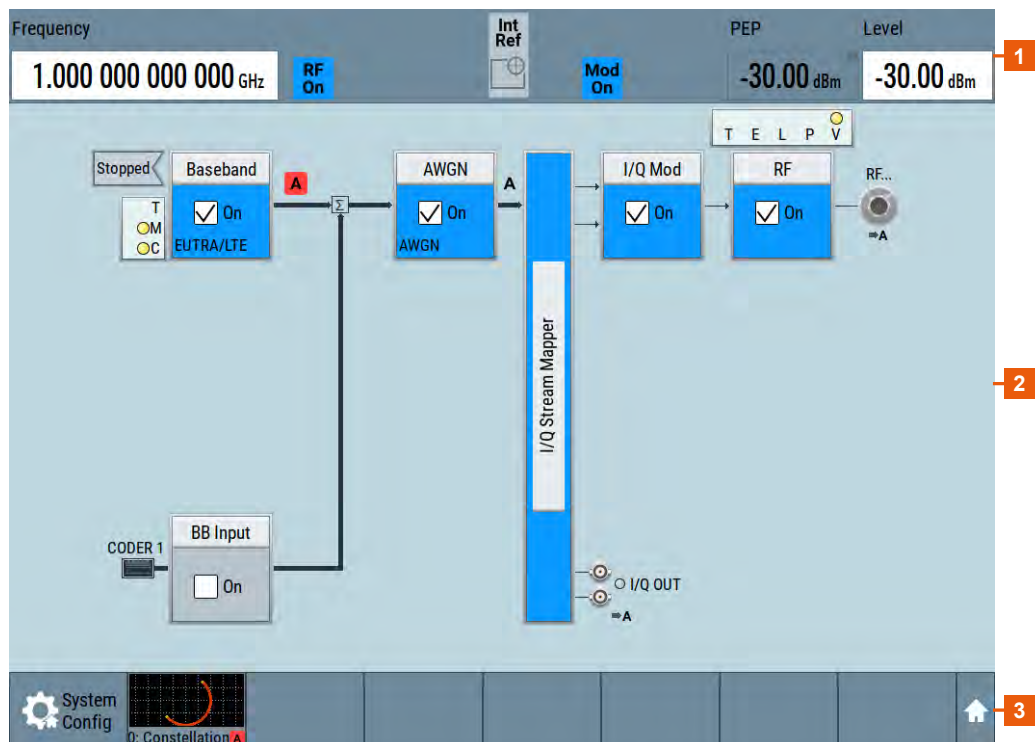 Frequency
Int
Ref
PEP
Level
1.000 000 000 000 GHz
RF
On
Mod
On
-30.00 dBm
-30.00 dBm
1
T E L P V
Stopped
Baseband
A
AWGN
A
I/Q Mod
RF
RF...
T
M
C
On
EUTRA/LTE
Σ
On
AWGN
On
On
⇒A
I/Q Stream Mapper
2
BB Input
CODER 1
On
I/Q OUT
⇒A
System
Config
0: Constellation A
3